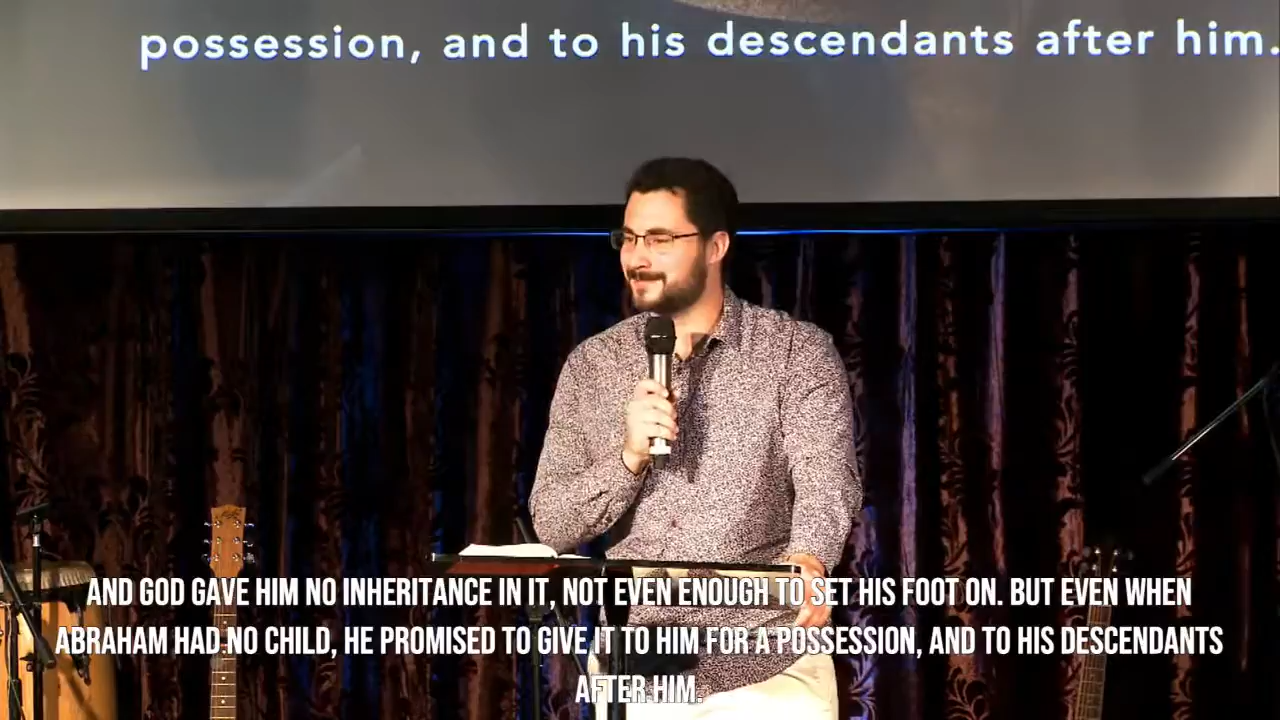 possession, and to his descendants after him.
AND GOD GAVE HIM NO INHERITANCE IN IT, NOT EVEN ENOUGH TO SET HIS FOOT ON. BUT EVEN WHEN
ABRAHAM HAD NO CHILD, HE PROMISED TO GIVE IT TO HIM FOR A POSSESSION, AND TO HIS DESCENDANTS
AFTER HIM.